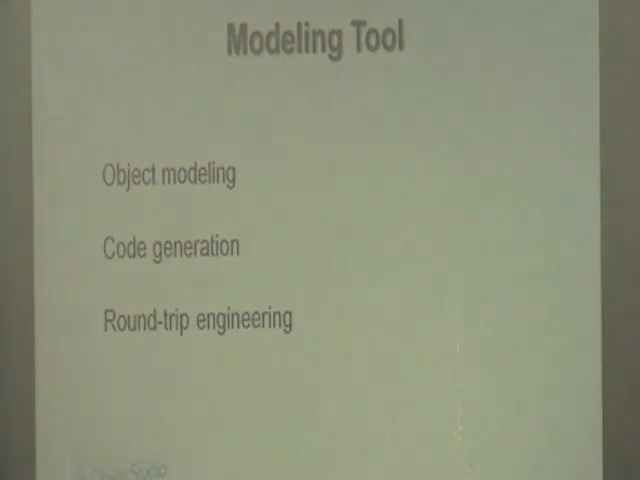 Modeling Tool
Object modeling
Code generation
Round-trip engineering